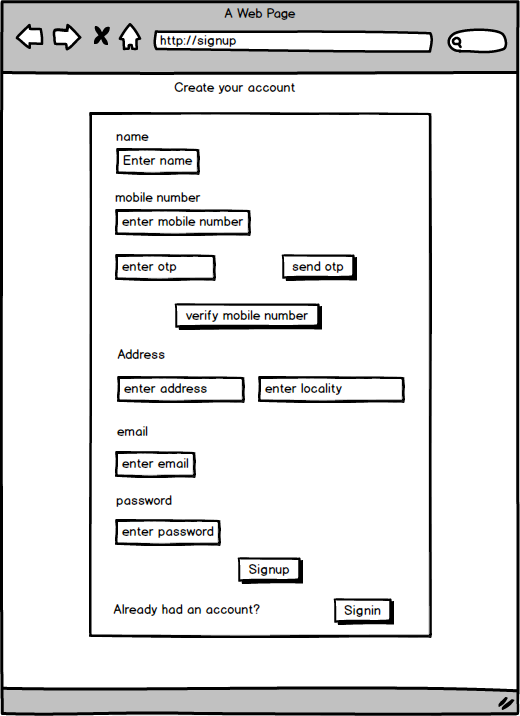 A Web Page
http://signup
Create your account
name
Enter name
mobile number
enter mobile number
enter otp send otp
verify mobile number
Address
enter address enter locality
email
enter email
password
enter password
Signup
Already had an account? Signin